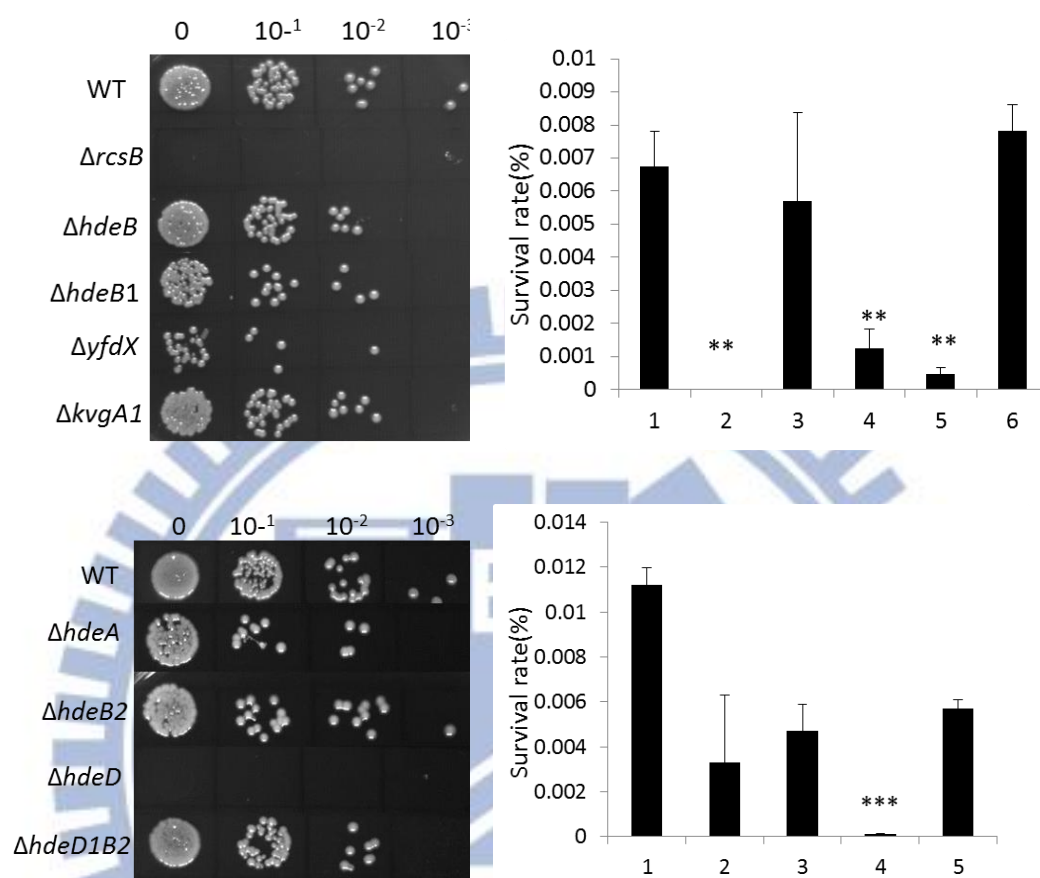 0 10-1 10-2 10-3
WT
ΔrcsB
ΔhdeB
ΔhdeB1
ΔyfdX
ΔkvgA1
0.01
0.009
0.008
0.007
0.006
0.005
0.004
0.003
0.002
0.001
0
Survival rate(%)
** ** **
1 2 3 4 5 6
0 10-1 10-2 10-3
WT
ΔhdeA
ΔhdeB2
ΔhdeD
ΔhdeD1B2
0.014
0.012
0.01
0.008
0.006
0.004
0.002
0
Survival rate(%)
***
1 2 3 4 5